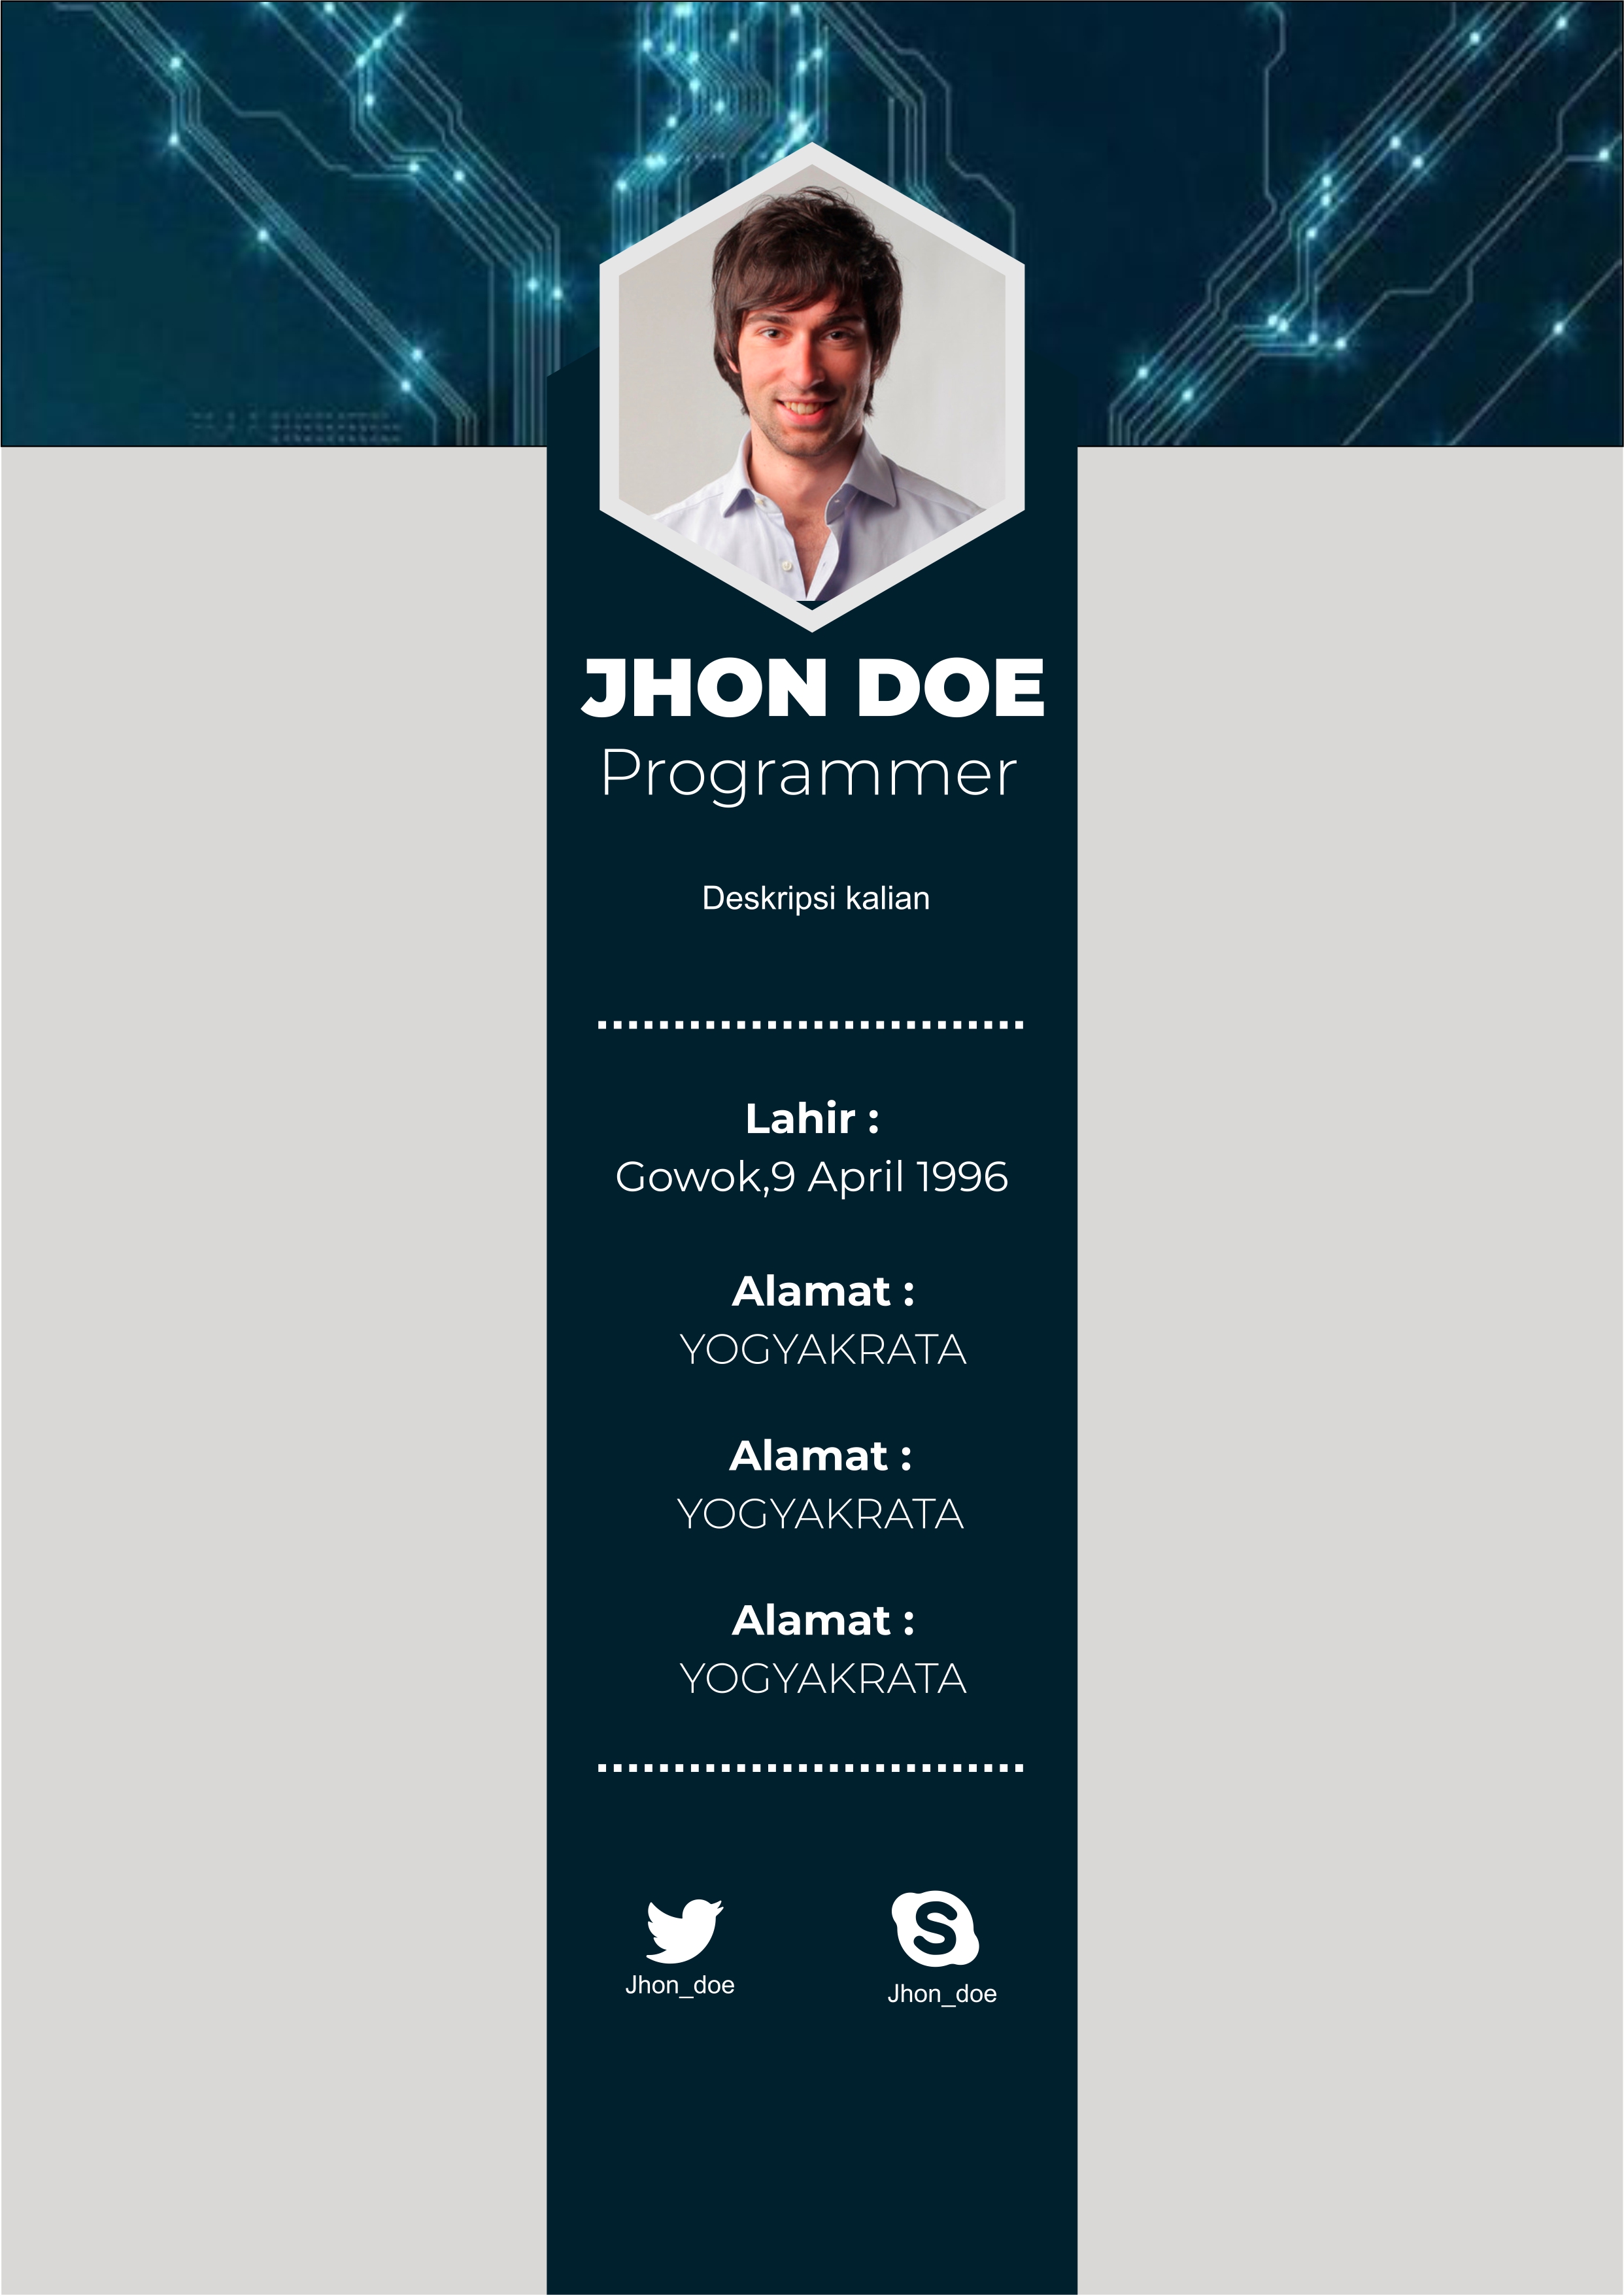 JHON DOE
Programmer
Deskripsi kalian
Lahir :
Gowok,9 April 1996
Alamat :
YOGYAKRATA
Alamat :
YOGYAKRATA
Alamat :
YOGYAKRATA
Jhon_doe
Jhon_doe